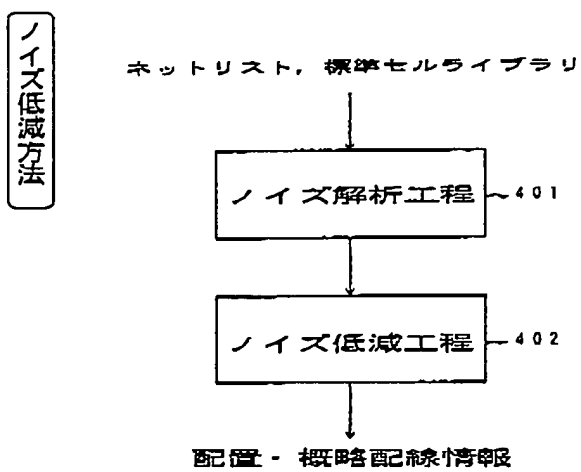 ノイズ低減方法
ネットリスト, 標準セルライブラリ
ノイズ解析工程
401
ノイズ低減工程
402
配置・概略配線情報